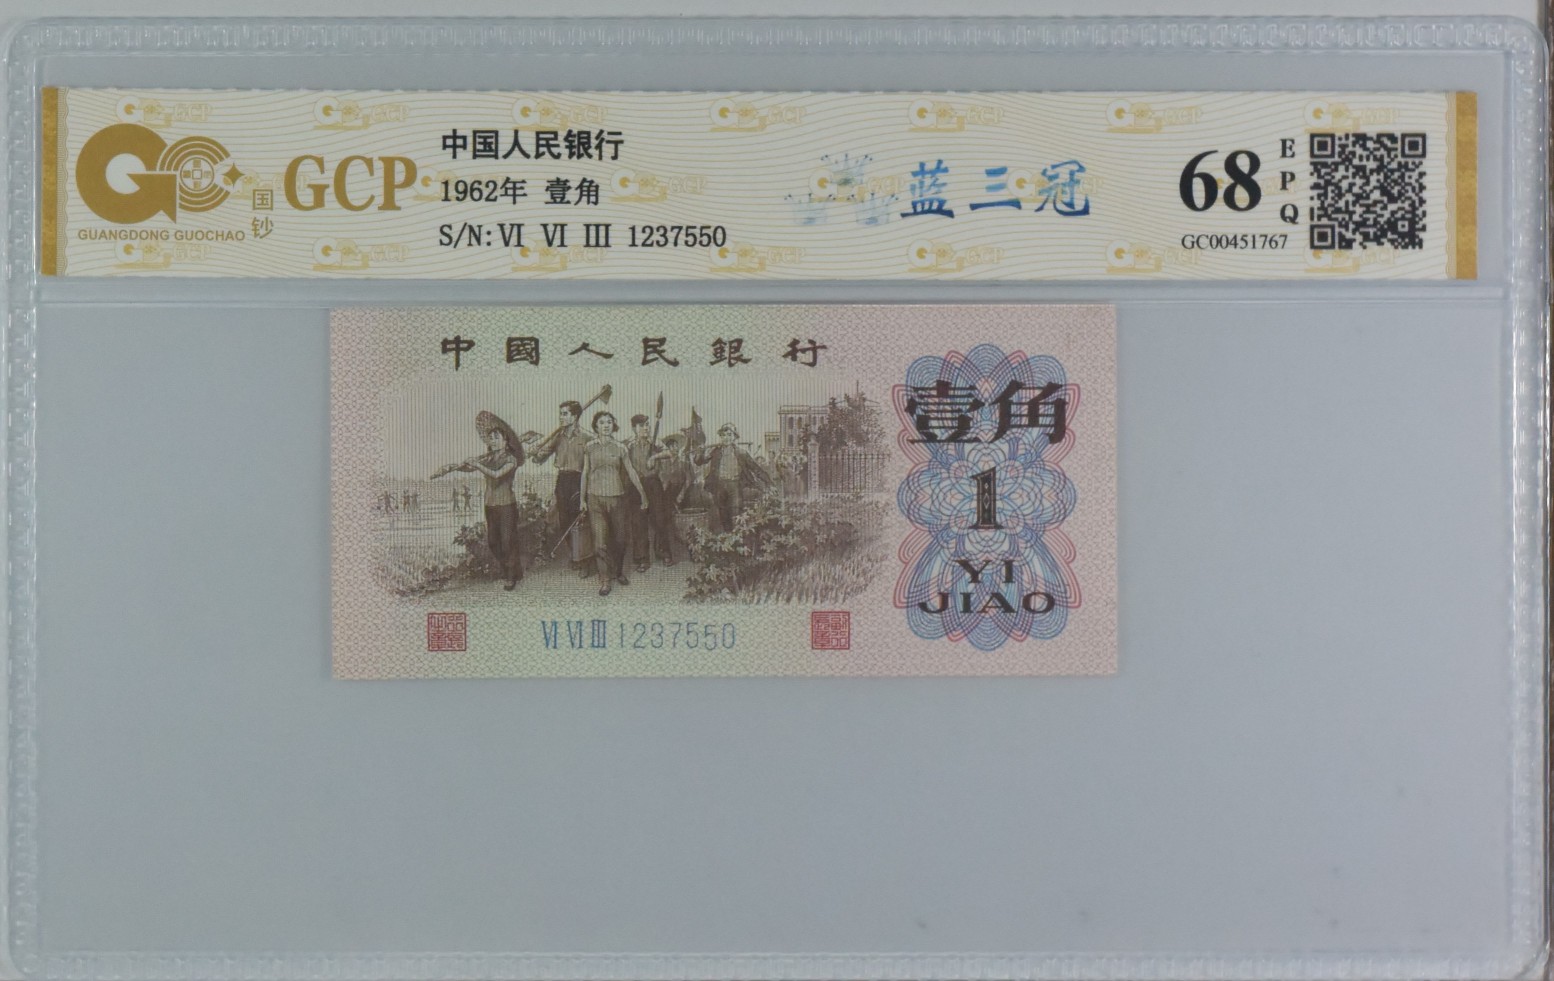 GCP
GUANGDONG GUOCHAO
国钞
中国人民银行
1962年 壹角
S/N: VI VI III 1237550
蓝三冠
68
EPQ
GC00451767
中國人民銀行
壹角
1
YI
JIAO
VI VI III 1237550